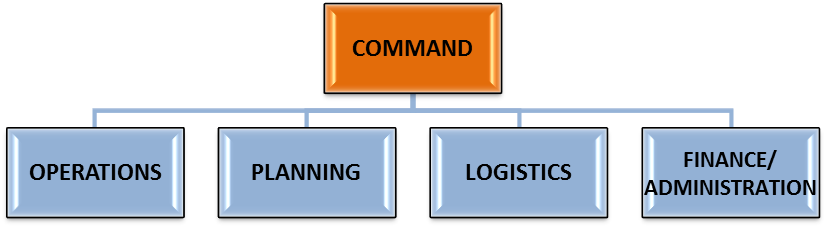 COMMAND
OPERATIONS
PLANNING
LOGISTICS
FINANCE/
ADMINISTRATION